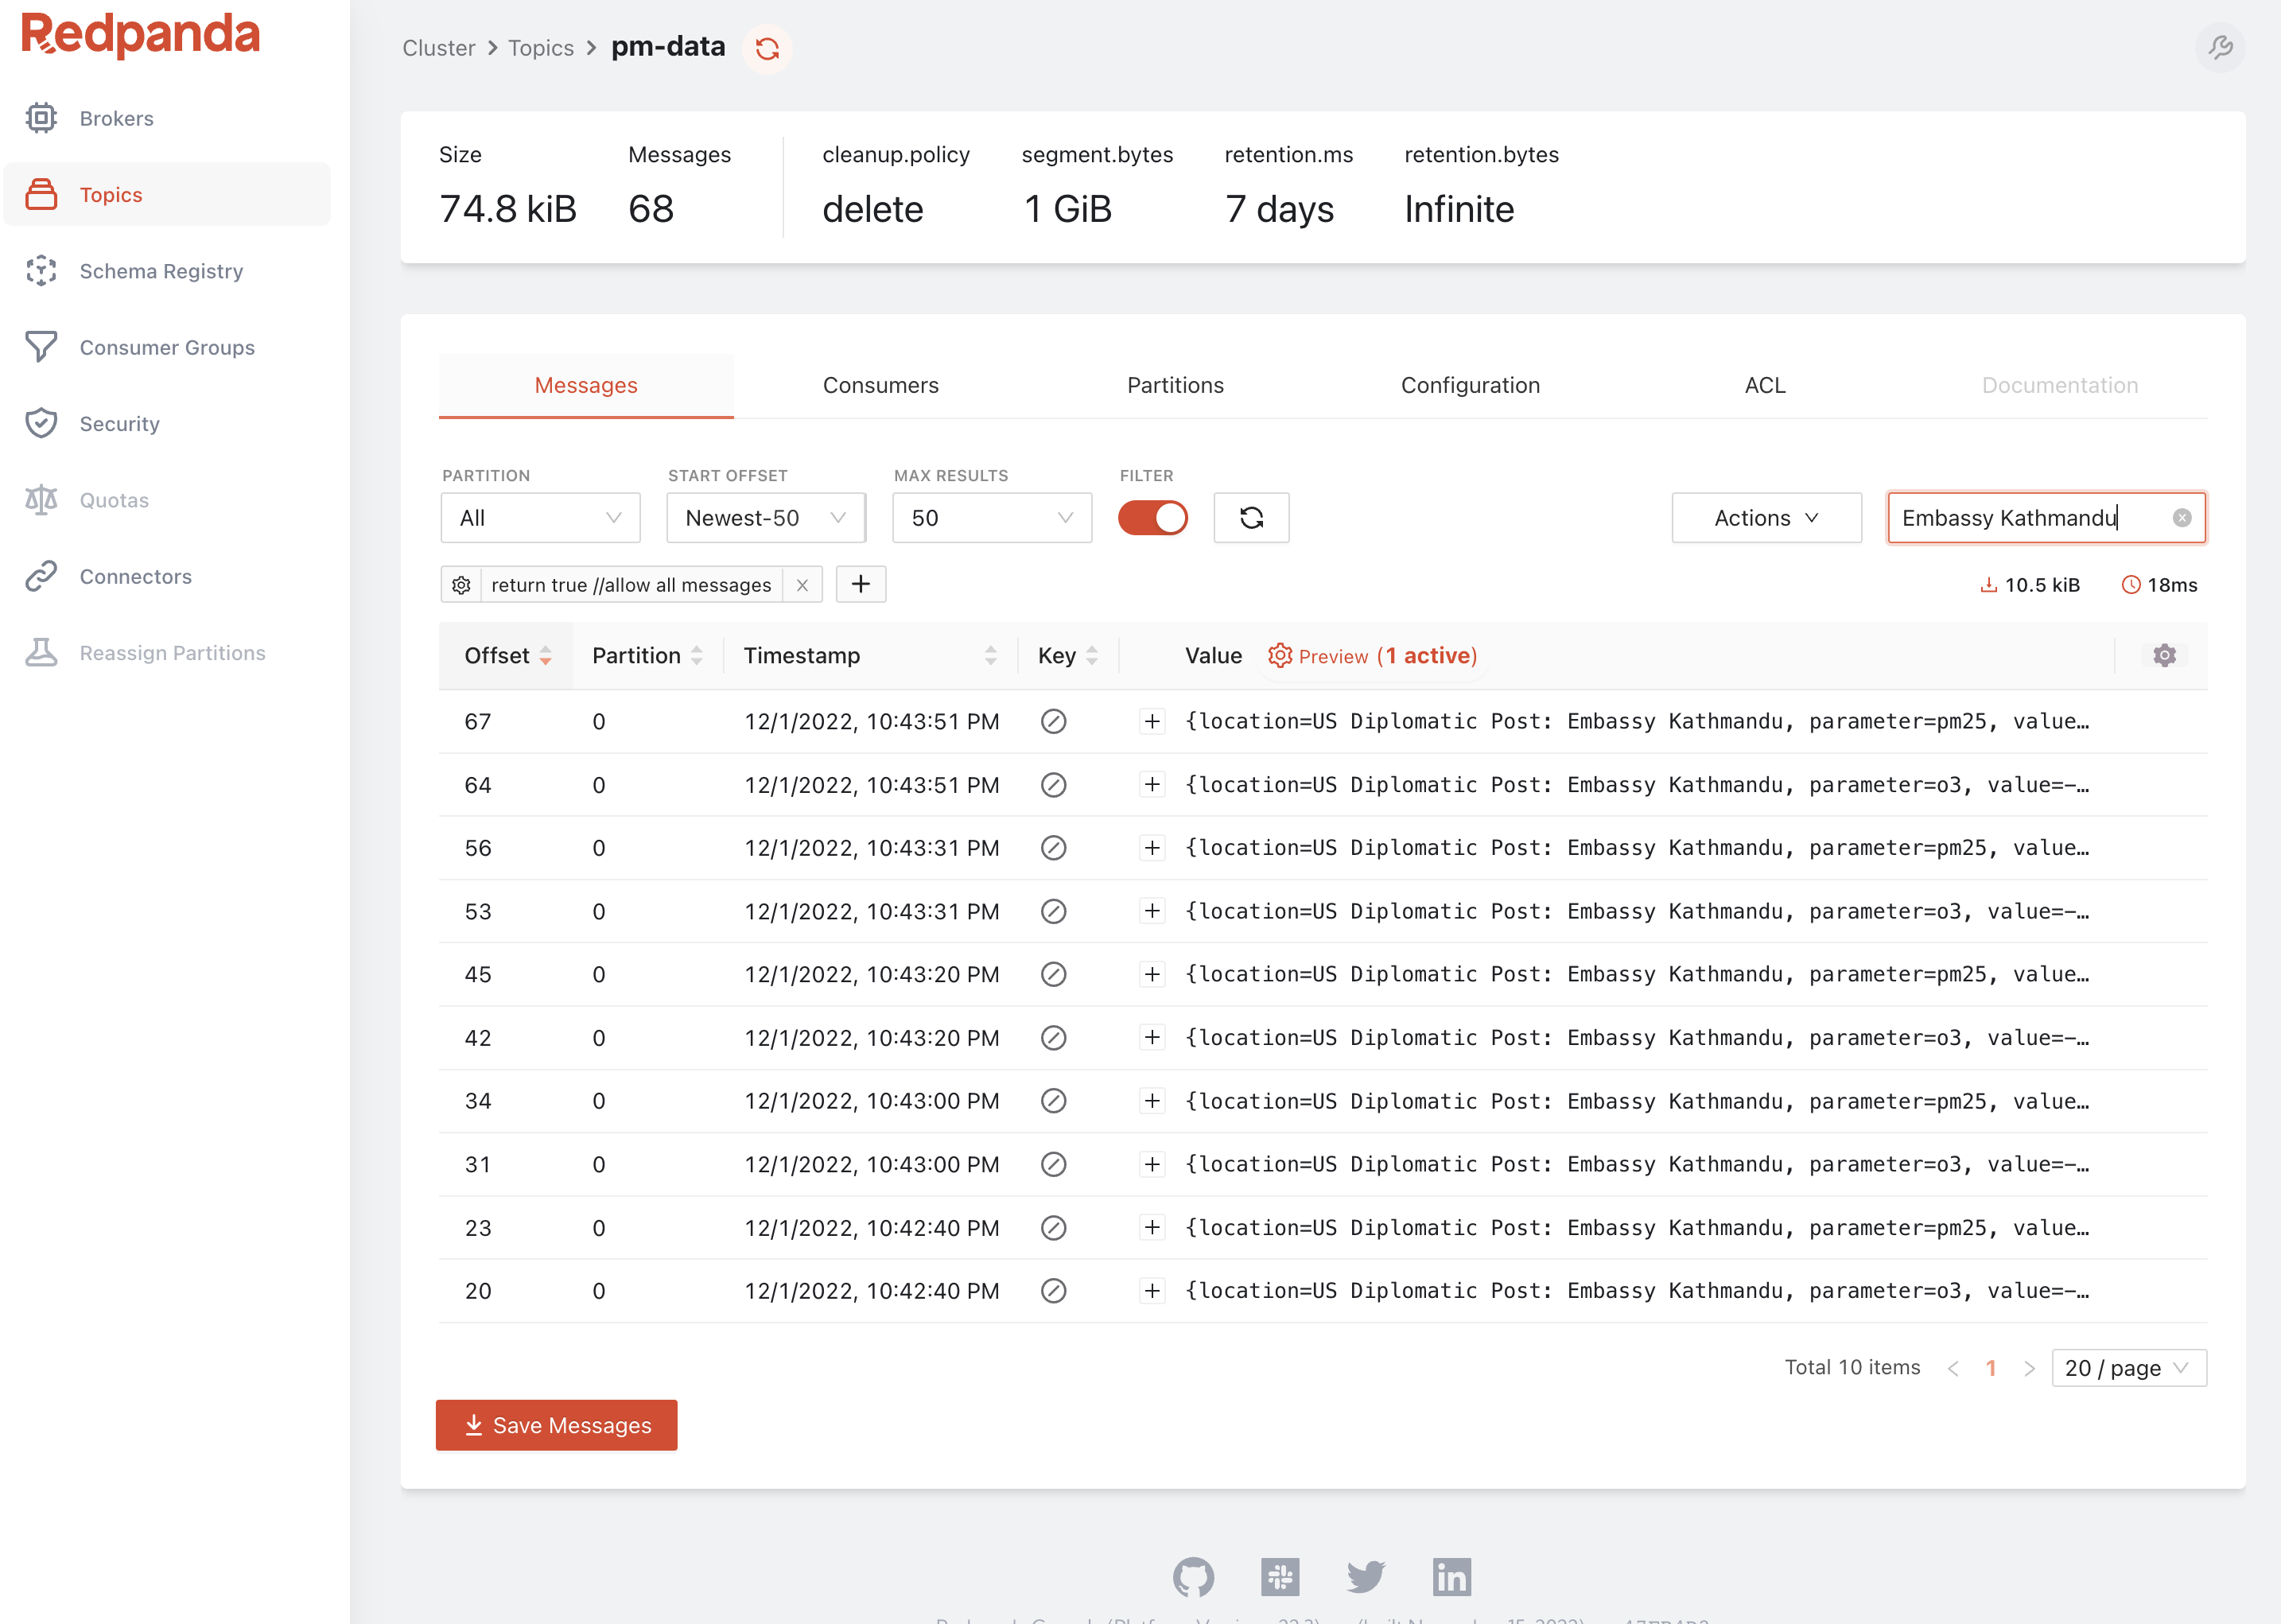 Redpanda
Brokers
Topics
Schema Registry
Consumer Groups
Security
Quotas
Connectors
Reassign Partitions
Cluster > Topics > pm-data
Size Messages cleanup.policy segment.bytes retention.ms retention.bytes
74.8 kiB 68 delete 1 GiB 7 days Infinite
Messages Consumers Partitions Configuration ACL Documentation
PARTITION START OFFSET MAX RESULTS FILTER
All Newest-50 50 Actions Embassy Kathmandu
return true //allow all messages 10.5 kiB 18ms
Offset Partition Timestamp Key Value Preview (1 active)
67 0 12/1/2022, 10:43:51 PM {location=US Diplomatic Post: Embassy Kathmandu, parameter=pm25, value…
64 0 12/1/2022, 10:43:51 PM {location=US Diplomatic Post: Embassy Kathmandu, parameter=o3, value=-…
56 0 12/1/2022, 10:43:31 PM {location=US Diplomatic Post: Embassy Kathmandu, parameter=pm25, value…
53 0 12/1/2022, 10:43:31 PM {location=US Diplomatic Post: Embassy Kathmandu, parameter=o3, value=-…
45 0 12/1/2022, 10:43:20 PM {location=US Diplomatic Post: Embassy Kathmandu, parameter=pm25, value…
42 0 12/1/2022, 10:43:20 PM {location=US Diplomatic Post: Embassy Kathmandu, parameter=o3, value=-…
34 0 12/1/2022, 10:43:00 PM {location=US Diplomatic Post: Embassy Kathmandu, parameter=pm25, value…
31 0 12/1/2022, 10:43:00 PM {location=US Diplomatic Post: Embassy Kathmandu, parameter=o3, value=-…
23 0 12/1/2022, 10:42:40 PM {location=US Diplomatic Post: Embassy Kathmandu, parameter=pm25, value…
20 0 12/1/2022, 10:42:40 PM {location=US Diplomatic Post: Embassy Kathmandu, parameter=o3, value=-…
Total 10 items < 1 > 20 / page
Save Messages